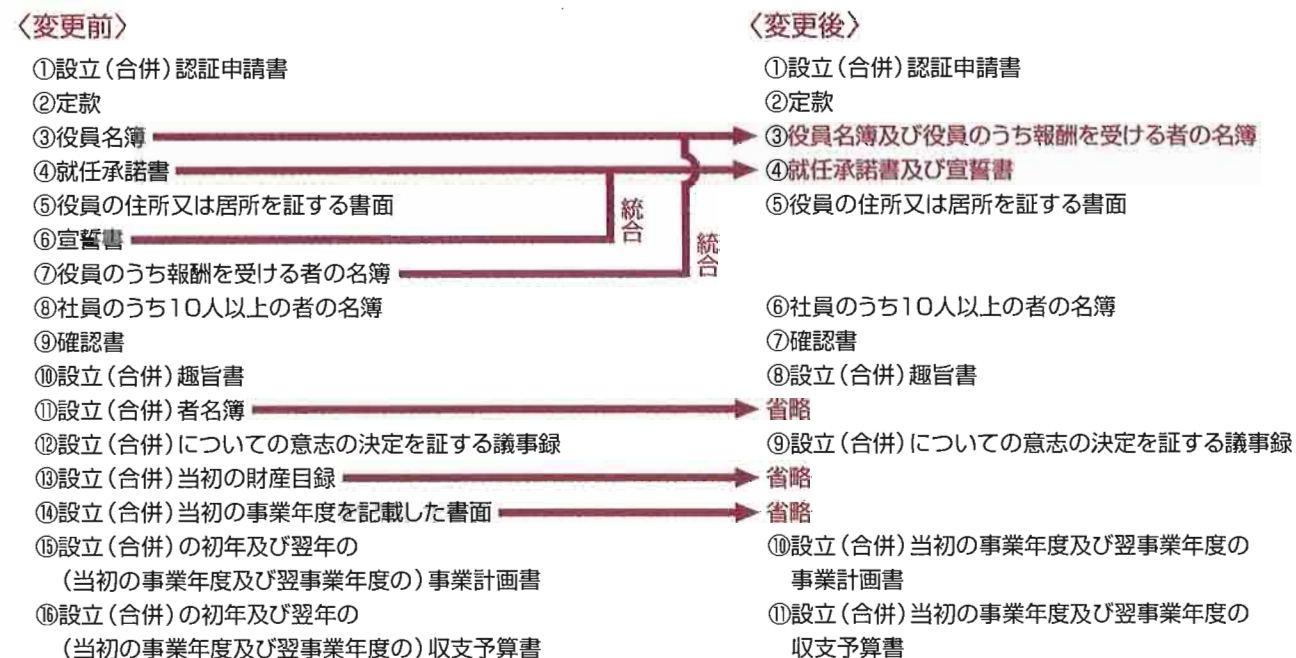 〈変更前〉
①設立(合併)認証申請書
②定款
③役員名簿
④就任承諾書
⑤役員の住所又は居所を証する書面
⑥宣誓書
⑦役員のうち報酬を受ける者の名簿
⑧社員のうち10人以上の者の名簿
⑨確認書
⑩設立(合併)趣旨書
⑪設立(合併)者名簿
⑫設立(合併)についての意志の決定を証する議事録
⑬設立(合併)当初の財産目録
⑭設立(合併)当初の事業年度を記載した書面
⑮設立(合併)の初年及び翌年の
(当初の事業年度及び翌事業年度の)事業計画書
⑯設立(合併)の初年及び翌年の
(当初の事業年度及び翌事業年度の)収支予算書
統合
統合
〈変更後〉
①設立(合併)認証申請書
②定款
③役員名簿及び役員のうち報酬を受ける者の名簿
④就任承諾書及び宣誓書
⑤役員の住所又は居所を証する書面
⑥社員のうち10人以上の者の名簿
⑦確認書
⑧設立(合併)趣旨書
省略
⑨設立(合併)についての意志の決定を証する議事録
省略
省略
⑩設立(合併)当初の事業年度及び翌事業年度の
事業計画書
⑪設立(合併)当初の事業年度及び翌事業年度の
収支予算書